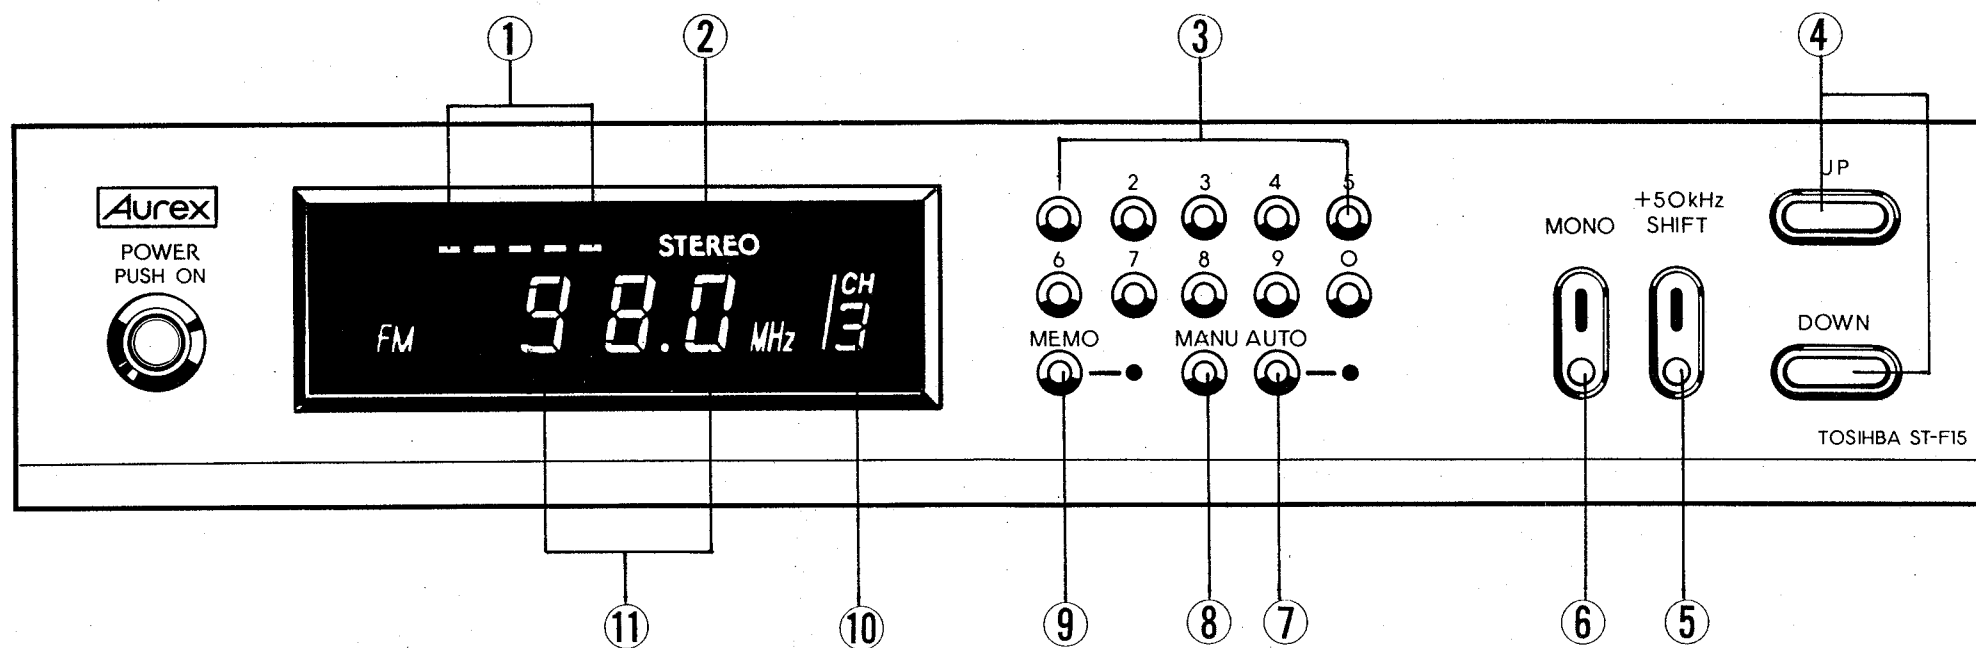 ① ② ③ ④
Aurex
POWER
PUSH ON
STEREO
FM 98.0 MHz
CH
3
2 3 4 5
6 7 8 9 0
MEMO MANU AUTO
MONO
+50kHz
SHIFT
UP
DOWN
TOSIHBA ST-F15
⑪ ⑩ ⑨ ⑧ ⑦ ⑥ ⑤